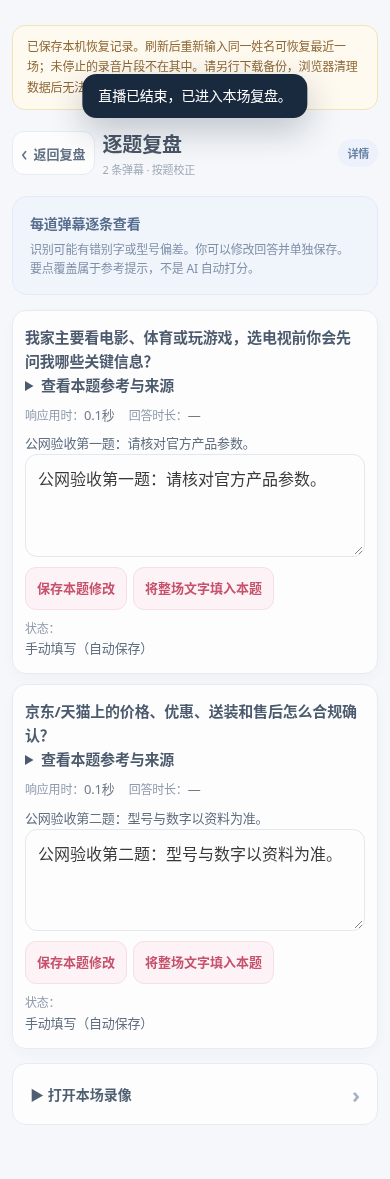 已保存本机恢复记录。刷新后重新输入同一姓名可恢复最近一
场；未停止的录音片段不在其中。请另行下载备份，浏览器清理
数据后无
直播已结束，已进入本场复盘。
‹ 返回复盘
逐题复盘
2 条弹幕 · 按题校正
详情
每道弹幕逐条查看
识别可能有错别字或型号偏差。你可以修改回答并单独保存。
要点覆盖属于参考提示，不是 AI 自动打分。
我家主要看电影、体育或玩游戏，选电视前你会先
问我哪些关键信息？
▶ 查看本题参考与来源
响应用时：0.1秒 回答时长：—
公网验收第一题：请核对官方产品参数。
公网验收第一题：请核对官方产品参数。
保存本题修改 将整场文字填入本题
状态：
手动填写（自动保存）
京东/天猫上的价格、优惠、送装和售后怎么合规确
认？
▶ 查看本题参考与来源
响应用时：0.1秒 回答时长：—
公网验收第二题：型号与数字以资料为准。
公网验收第二题：型号与数字以资料为准。
保存本题修改 将整场文字填入本题
状态：
手动填写（自动保存）
▶ 打开本场录像 ›